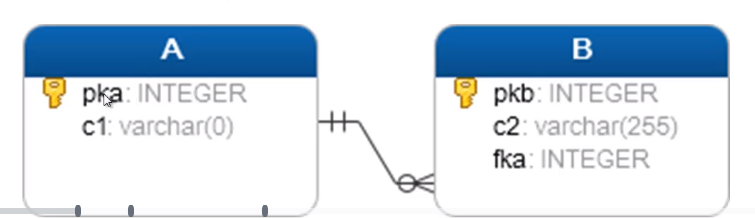 A
pka: INTEGER
c1: varchar(0)
B
pkb: INTEGER
c2: varchar(255)
fka: INTEGER